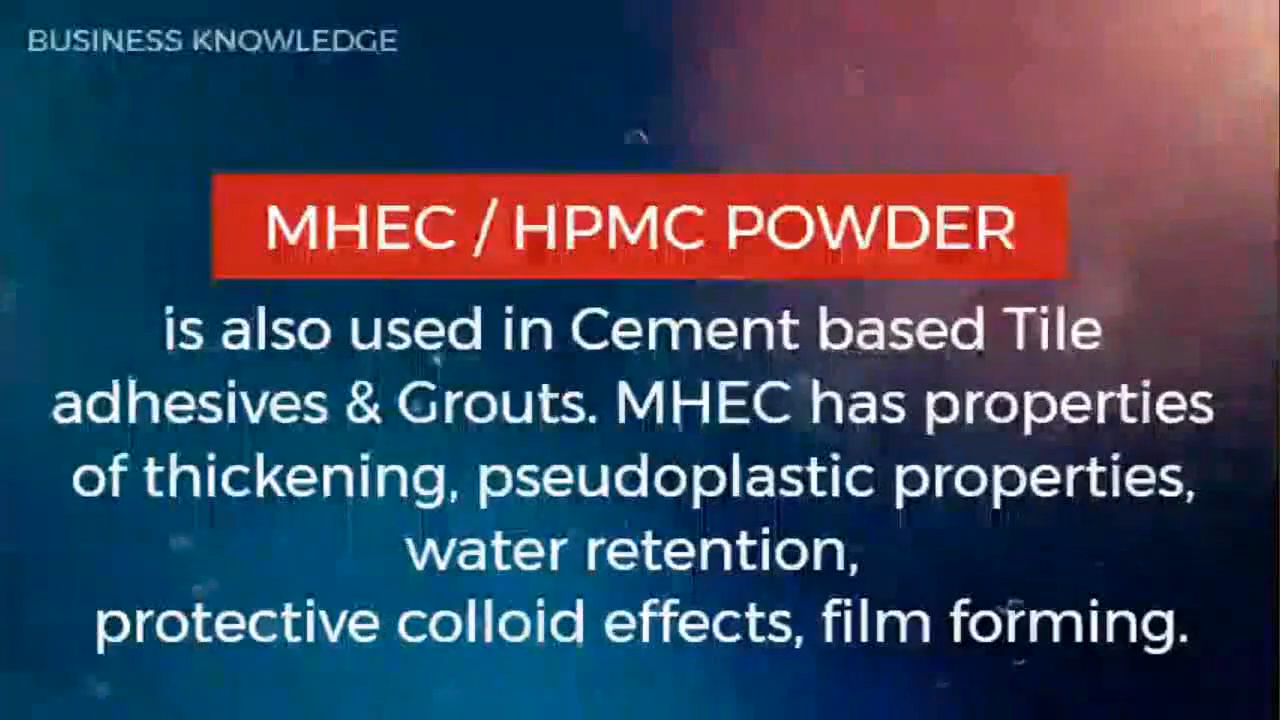 BUSINESS KNOWLEDGE
MHEC / HPMC POWDER
is also used in Cement based Tile
adhesives & Grouts. MHEC has properties
of thickening, pseudoplastic properties,
water retention,
protective colloid effects, film forming.